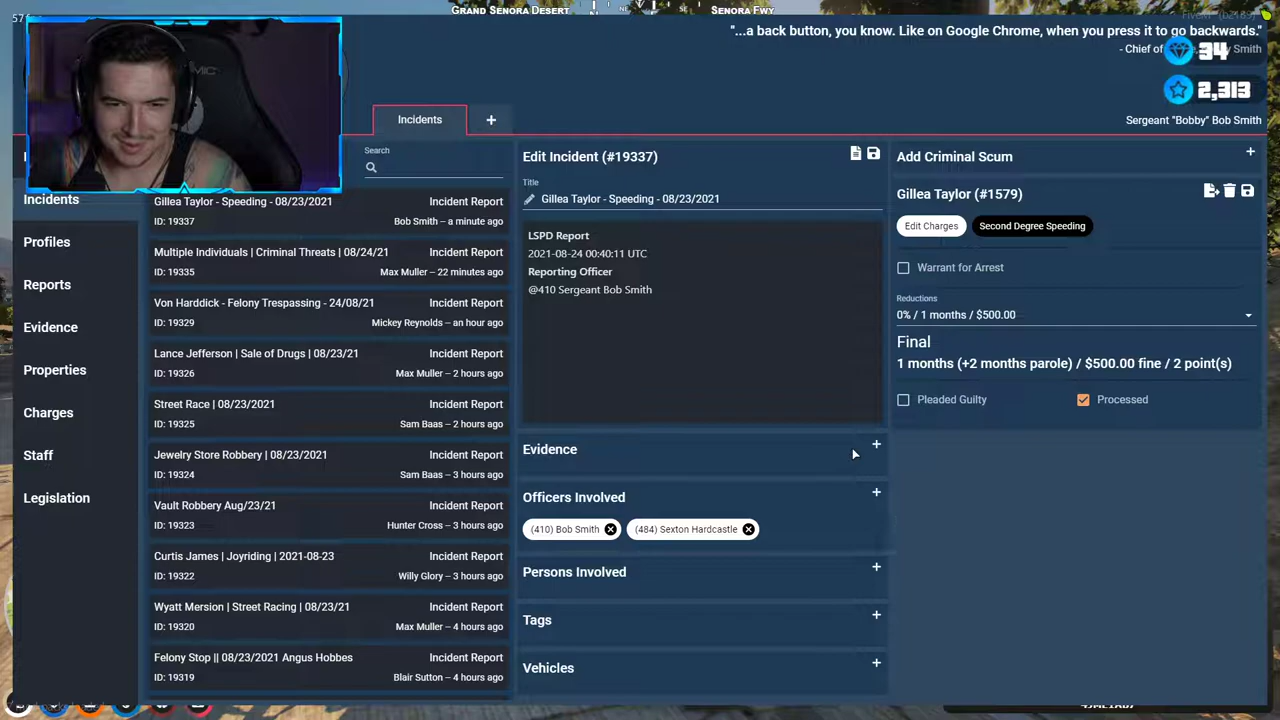 GRAND SENORA DESERT
SENORA FWY
"...a back button, you know. Like on Google Chrome, when you press it to go backwards."
- Chief of
Smith
34
2,313
Sergeant "Bobby" Bob Smith
Incidents
+
Incidents
Profiles
Reports
Evidence
Properties
Charges
Staff
Legislation
Search
Gillea Taylor - Speeding - 08/23/2021 Incident Report
ID: 19337 Bob Smith – a minute ago
Multiple Individuals | Criminal Threats | 08/24/21 Incident Report
ID: 19335 Max Muller – 22 minutes ago
Von Harddick - Felony Trespassing - 24/08/21 Incident Report
ID: 19329 Mickey Reynolds – an hour ago
Lance Jefferson | Sale of Drugs | 08/23/21 Incident Report
ID: 19326 Max Muller – 2 hours ago
Street Race | 08/23/2021 Incident Report
ID: 19325 Sam Baas – 2 hours ago
Jewelry Store Robbery | 08/23/2021 Incident Report
ID: 19324 Sam Baas – 3 hours ago
Vault Robbery Aug/23/21 Incident Report
ID: 19323 Hunter Cross – 3 hours ago
Curtis James | Joyriding | 2021-08-23 Incident Report
ID: 19322 Willy Glory – 3 hours ago
Wyatt Mersion | Street Racing | 08/23/21 Incident Report
ID: 19320 Max Muller – 4 hours ago
Felony Stop || 08/23/2021 Angus Hobbes Incident Report
ID: 19319 Blair Sutton – 4 hours ago
Edit Incident (#19337)
Title
Gillea Taylor - Speeding - 08/23/2021
LSPD Report
2021-08-24 00:40:11 UTC
Reporting Officer
@410 Sergeant Bob Smith
Evidence +
Officers Involved +
(410) Bob Smith (484) Sexton Hardcastle
Persons Involved +
Tags +
Vehicles +
Add Criminal Scum +
Gillea Taylor (#1579)
Edit Charges Second Degree Speeding
Warrant for Arrest
Reductions
0% / 1 months / $500.00
Final
1 months (+2 months parole) / $500.00 fine / 2 point(s)
Pleaded Guilty Processed